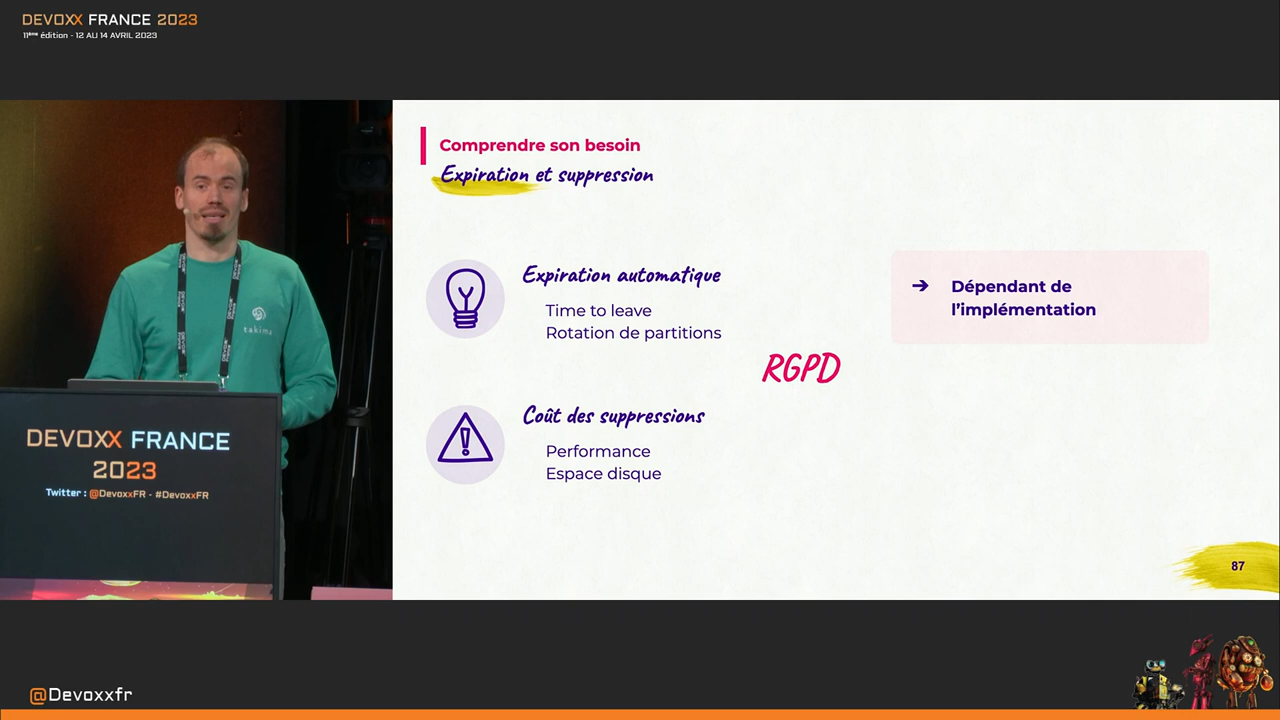 DEVOXX FRANCE 2023
11ème édition - 12 AU 14 AVRIL 2023
takima
DEVOXX FRANCE
2023
Twitter : @DevoxxFR - #DevoxxFR
Comprendre son besoin
Expiration et suppression
Expiration automatique
Time to leave
Rotation de partitions
➔ Dépendant de
l’implémentation
RGPD
Coût des suppressions
Performance
Espace disque
87
@Devoxxfr